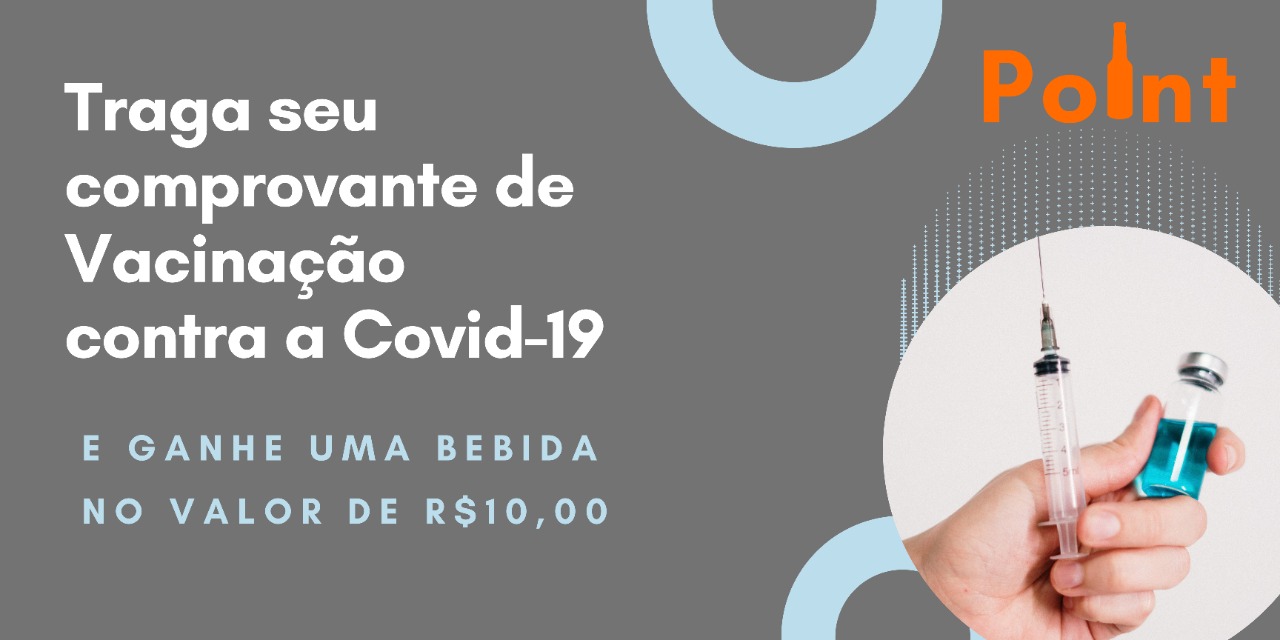 Point
Traga seu
comprovante de
Vacinação
contra a Covid-19
E GANHE UMA BEBIDA
NO VALOR DE R$10,00